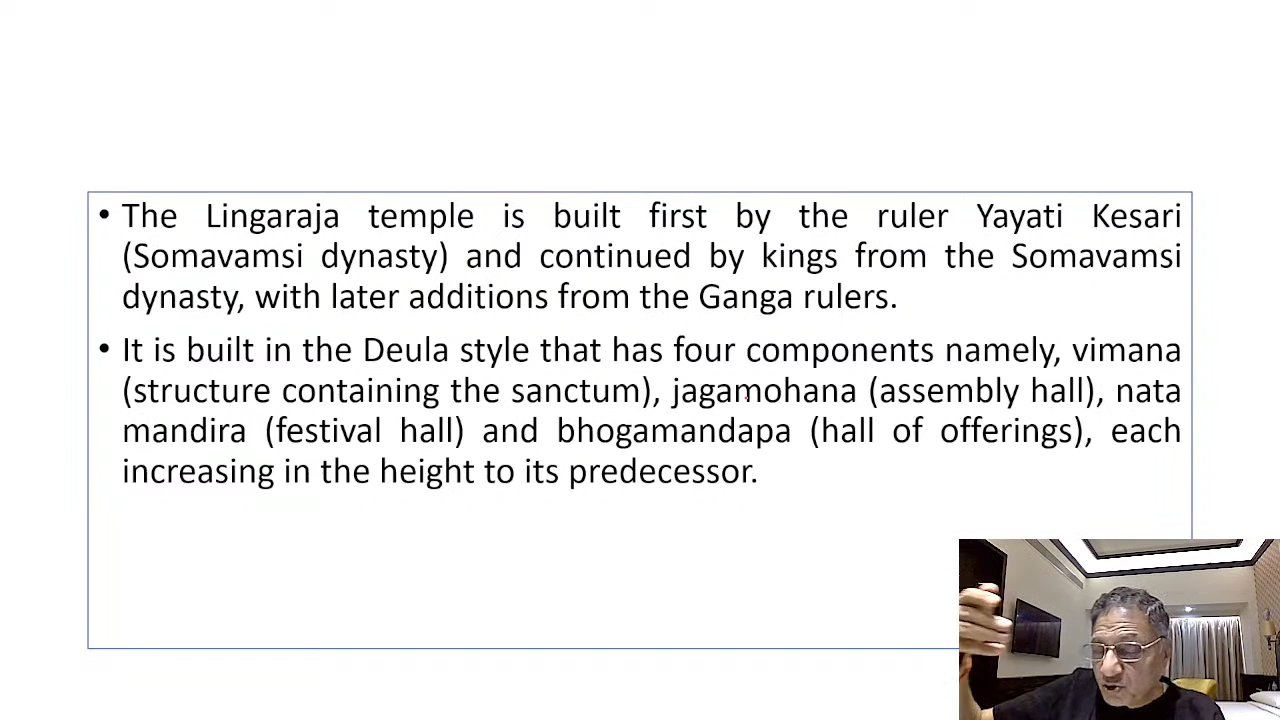 • The Lingaraja temple is built first by the ruler Yayati Kesari
(Somavamsi dynasty) and continued by kings from the Somavamsi
dynasty, with later additions from the Ganga rulers.
• It is built in the Deula style that has four components namely, vimana
(structure containing the sanctum), jagamohana (assembly hall), nata
mandira (festival hall) and bhogamandapa (hall of offerings), each
increasing in the height to its predecessor.